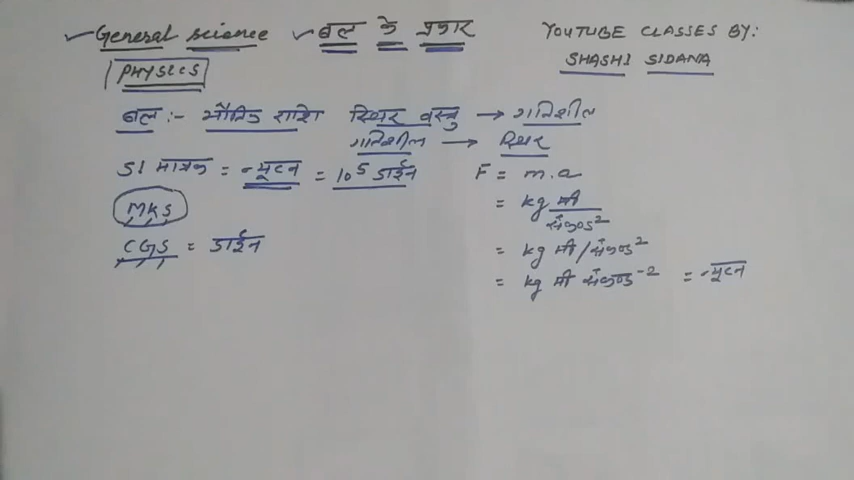 General science बल के प्रकार YOUTUBE CLASSES BY:
PHYSICS SHASHI SIDANA
बल :- भौतिक राशि स्थिर वस्तु → गतिशील
गतिशील → स्थिर
SI मात्रक = न्यूटन = 10⁵ डाईन F = m.a
MKS = kg मी/सेकण्ड²
CGS = डाईन = kg मी/सेकण्ड²
= kg मी सेकण्ड⁻² = न्यूटन